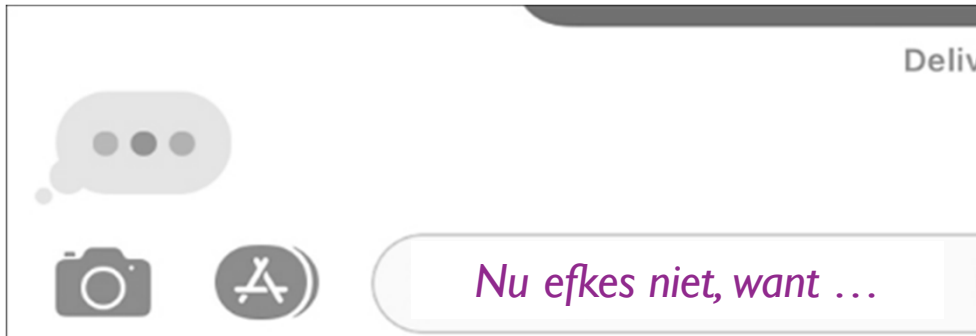 Deliv
Nu efkes niet, want …